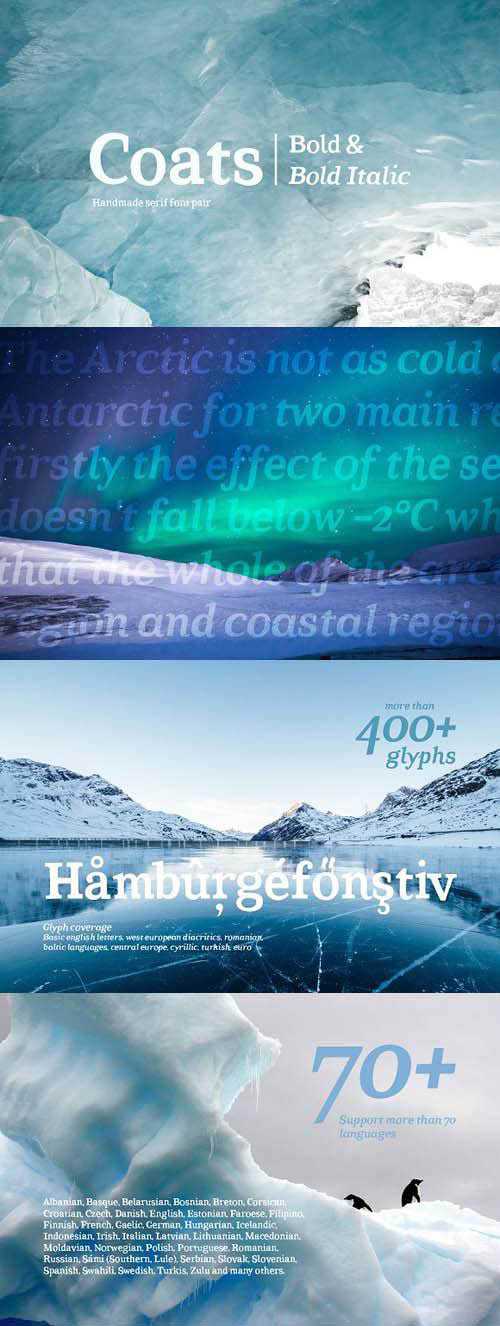 Coats
Bold &
Bold Italic
Handmade serif font pair
The Arctic is not as cold
Antarctic for two main
firstly the effect of the
doesn't fall below –2°C
that the whole of the
region and coastal
more than
400+
glyphs
Håmbûŗgéfőnştiv
Glyph coverage
Basic english letters, west european diacritics, romanian,
baltic languages, central europe, cyrillic, turkish, euro
70+
Support more than 70
languages
Albanian, Basque, Belarusian, Bosnian, Breton, Corsican,
Croatian, Czech, Danish, English, Estonian, Faroese, Filipino,
Finnish, French, Gaelic, German, Hungarian, Icelandic,
Indonesian, Irish, Italian, Latvian, Lithuanian, Macedonian,
Moldavian, Norwegian, Polish, Portuguese, Romanian,
Russian, Sámi (Southern, Lule), Serbian, Slovak, Slovenian,
Spanish, Swahili, Swedish, Turkis, Zulu and many others.